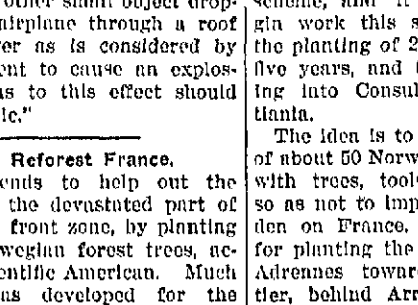 other small object drop-
airplane through a roof
er as is considered by
ent to cause an explos-
as to this effect should
le."
Reforest France.
ends to help out the
the devastated part of
front zone, by planting
wegian forest trees, ac-
entific American. Much
as developed for the
scheme, and it
gin work this s
the planting of 2
five years, and
ing into Consul
tiania.
The idea is to
of about 50 Norw
with trees, tool
so as not to imp
den on France.
for planting the
Adrennes towar
tier, behind Arr